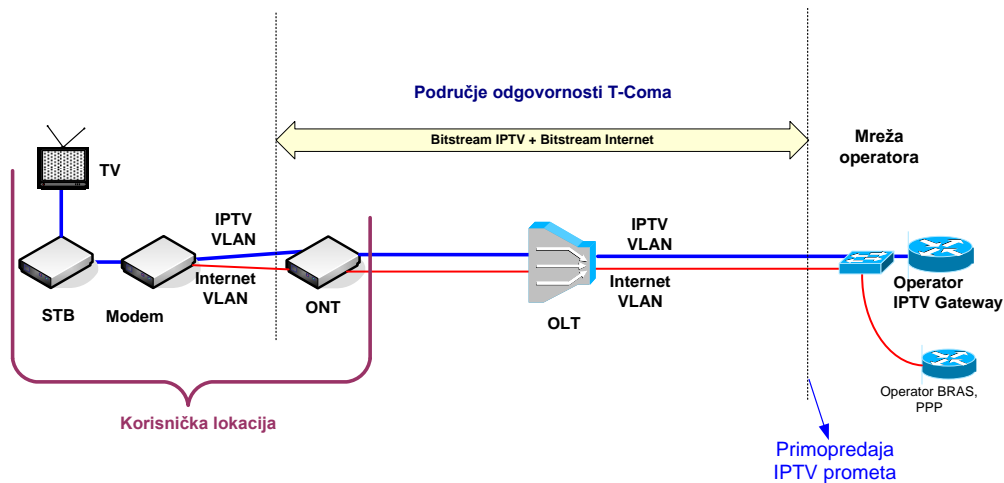 Područje odgovornosti T-Coma
Bitstream IPTV + Bitstream Internet
Mreža
operatora
TV
IPTV
VLAN
Internet
VLAN
STB
Modem
ONT
OLT
IPTV
VLAN
Internet
VLAN
Operator
IPTV Gateway
Operator BRAS,
PPP
Korisnička lokacija
Primopredaja
IPTV prometa